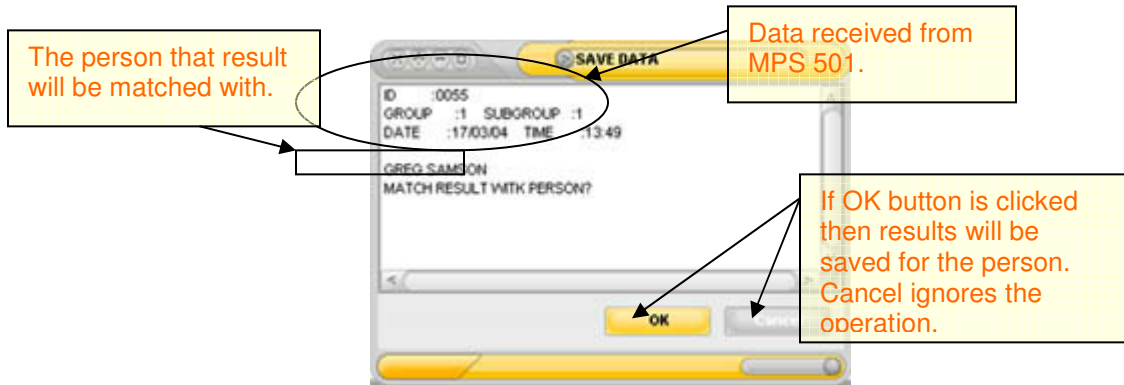 The person that result
will be matched with.
Data received from
MPS 501.
SAVE DATA
ID :0055
GROUP :1 SUBGROUP :1
DATE :17/03/04 TIME :13:49
GREG SAMSON
MATCH RESULT WITK PERSON?
If OK button is clicked
then results will be
saved for the person.
Cancel ignores the
operation.
OK
Cance